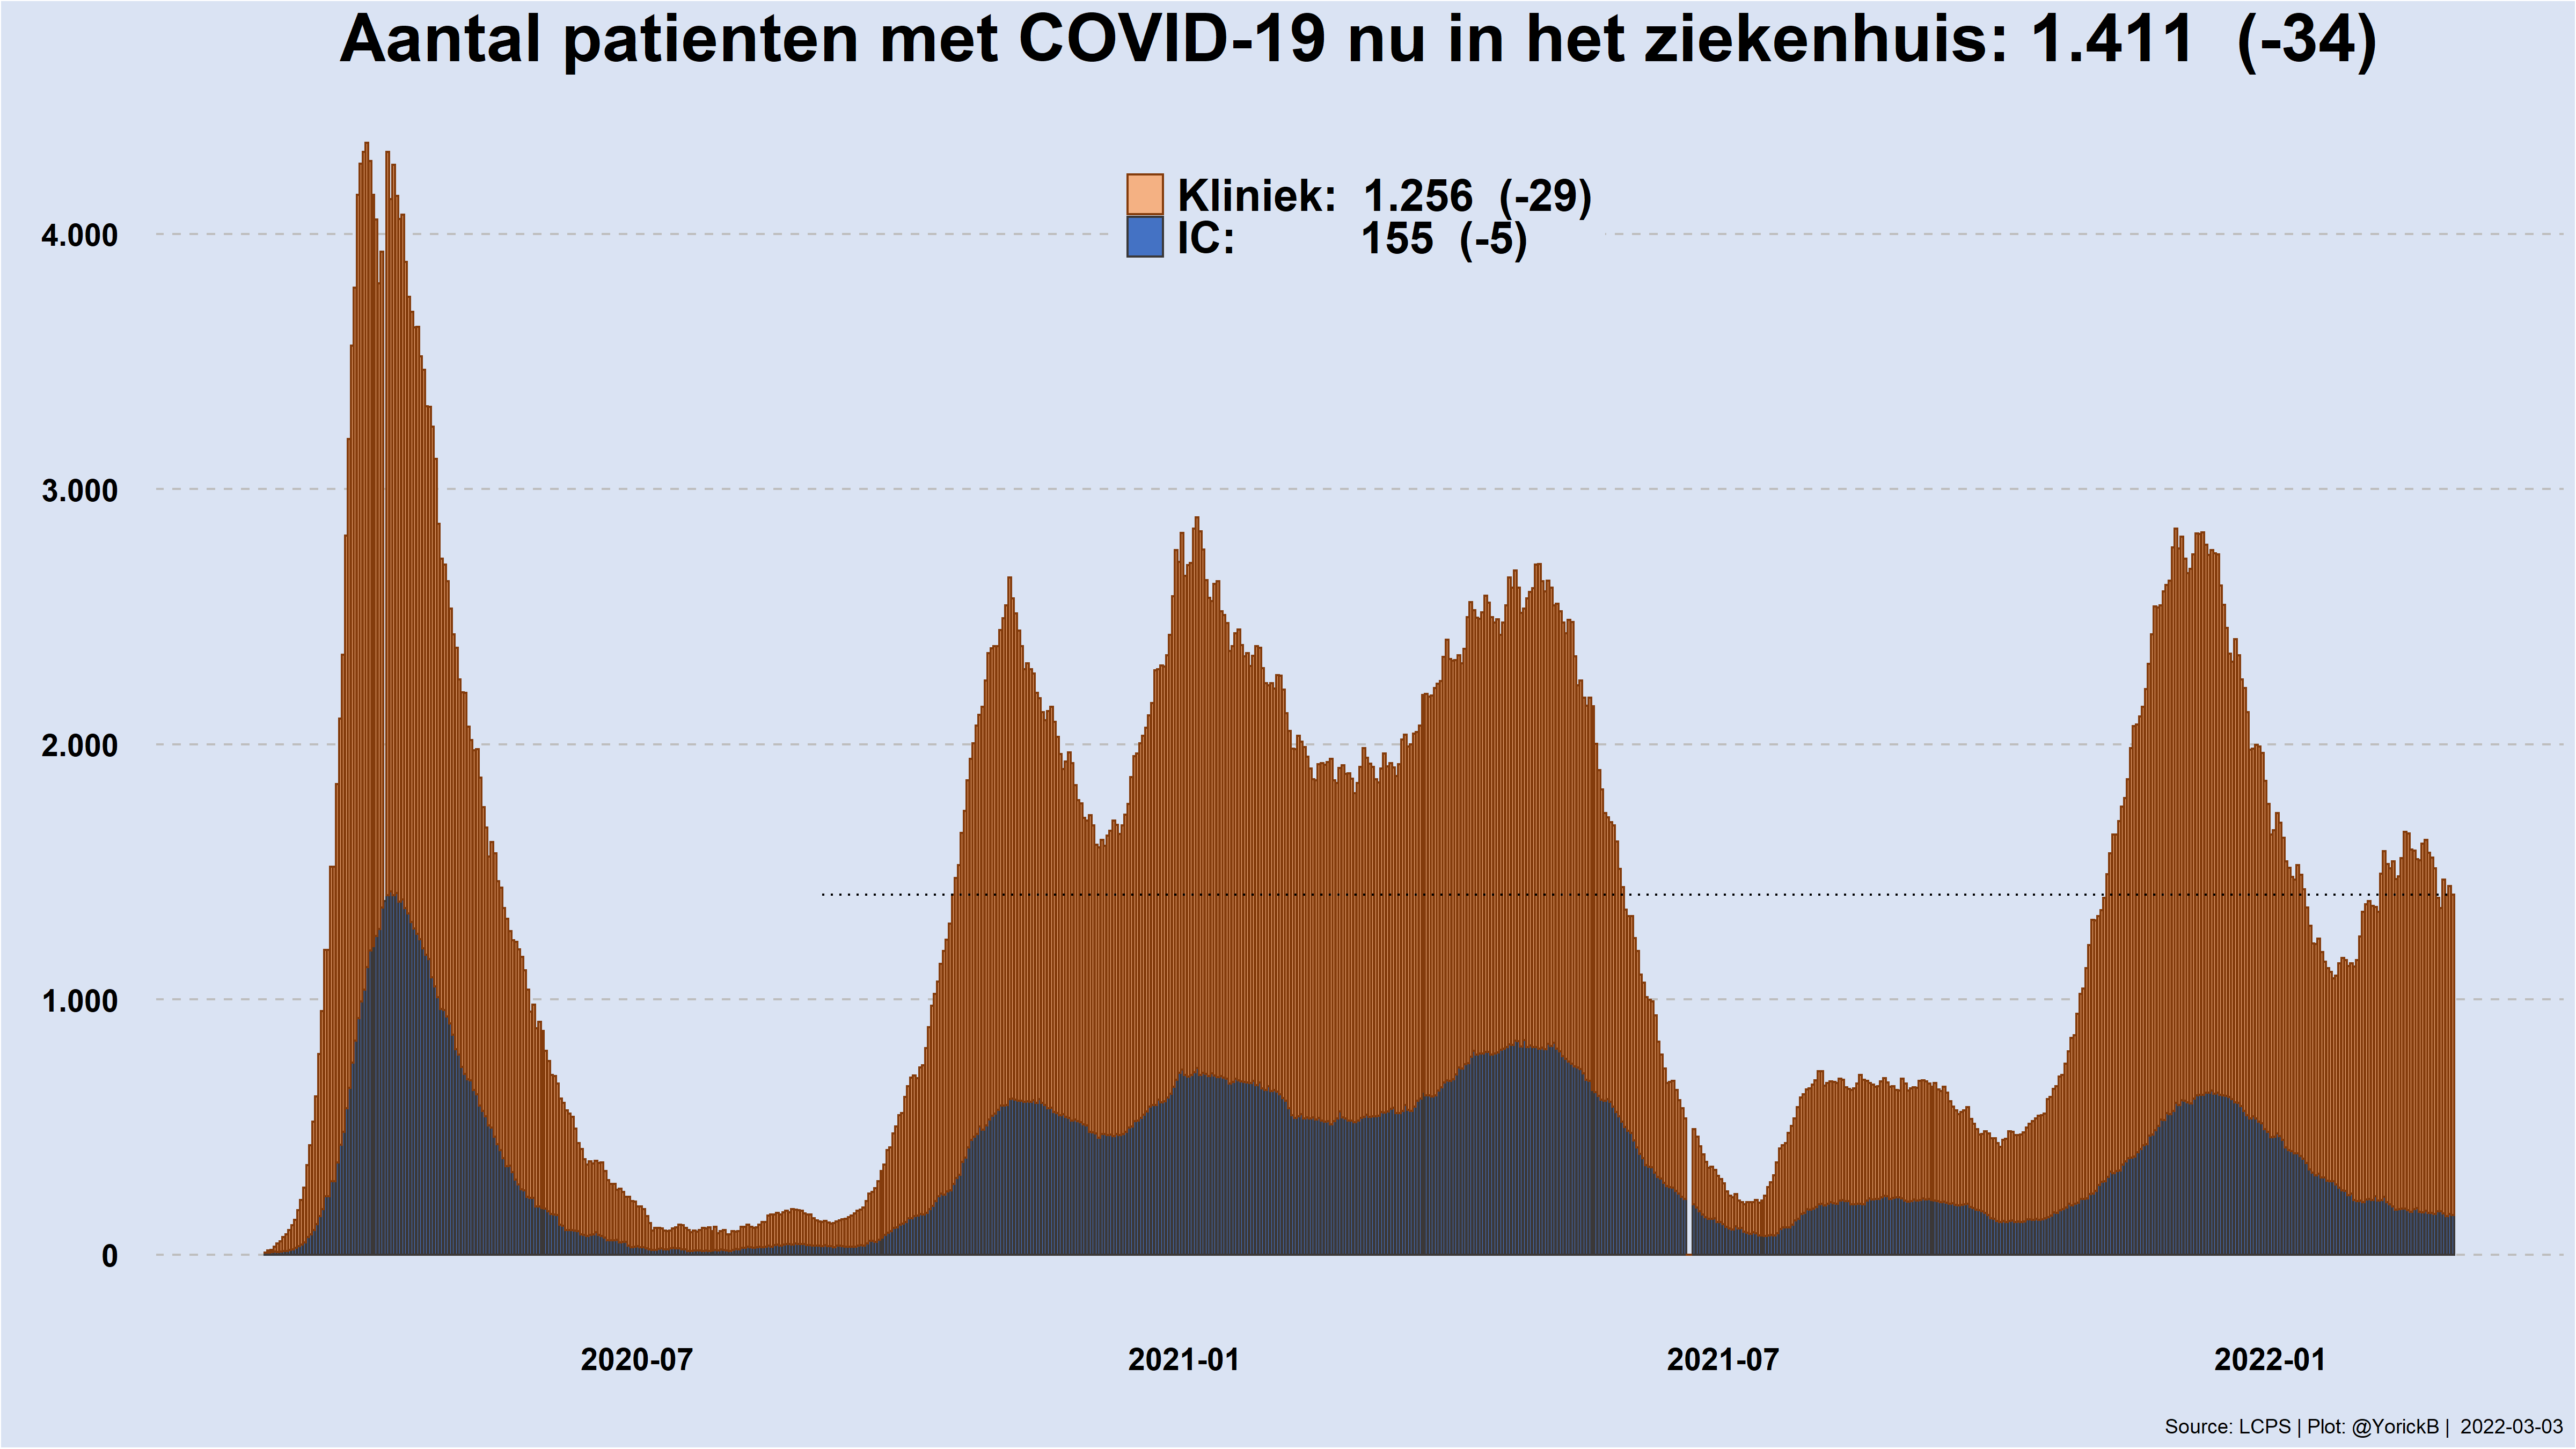 Aantal patienten met COVID-19 nu in het ziekenhuis: 1.411  (-34)
Kliniek:  1.256  (-29)
IC:  155  (-5)
4.000
3.000
2.000
1.000
0
2020-07
2021-01
2021-07
2022-01
Source: LCPS | Plot: @YorickB |  2022-03-03